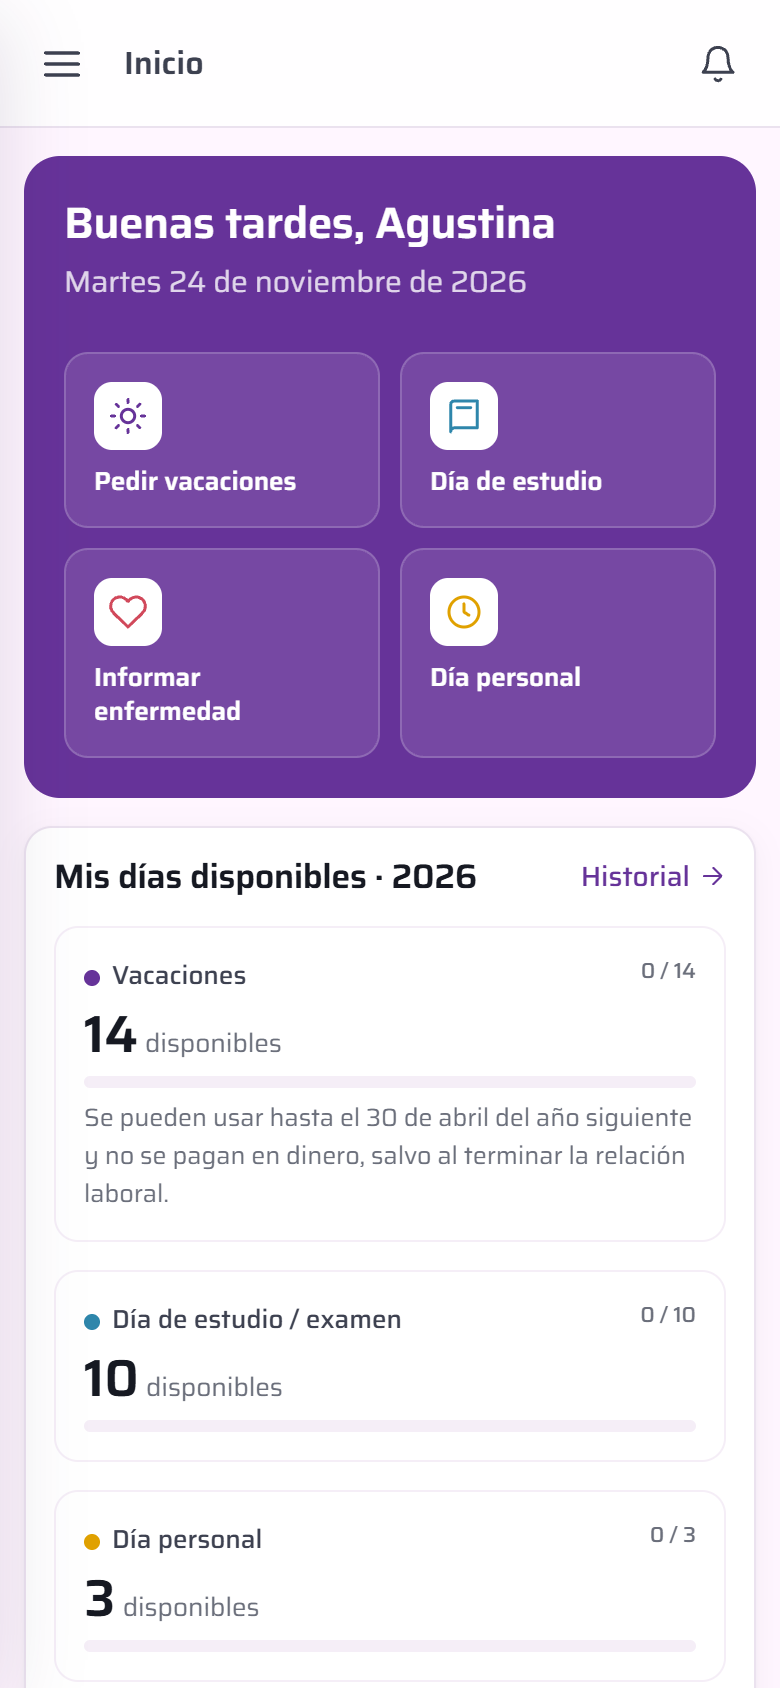 Inicio
Buenas tardes, Agustina
Martes 24 de noviembre de 2026
Pedir vacaciones
Día de estudio
Informar
enfermedad
Día personal
Mis días disponibles · 2026
Historial →
Vacaciones
0 / 14
14 disponibles
Se pueden usar hasta el 30 de abril del año siguiente
y no se pagan en dinero, salvo al terminar la relación
laboral.
Día de estudio / examen
0 / 10
10 disponibles
Día personal
0 / 3
3 disponibles